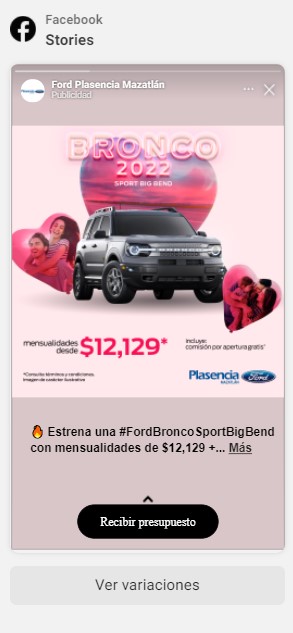 Facebook
Stories
Ford Plasencia Mazatlán
Publicidad
BRONCO
2022
SPORT BIG BEND
mensualidades desde $12,129*
incluye:
comisión por apertura gratis*
*Consulta términos y condiciones.
Imagen de carácter ilustrativo
Plasencia Ford
MAZATLÁN
🔥 Estrena una #FordBroncoSportBigBend
con mensualidades de $12,129 +... Más
Recibir presupuesto
Ver variaciones